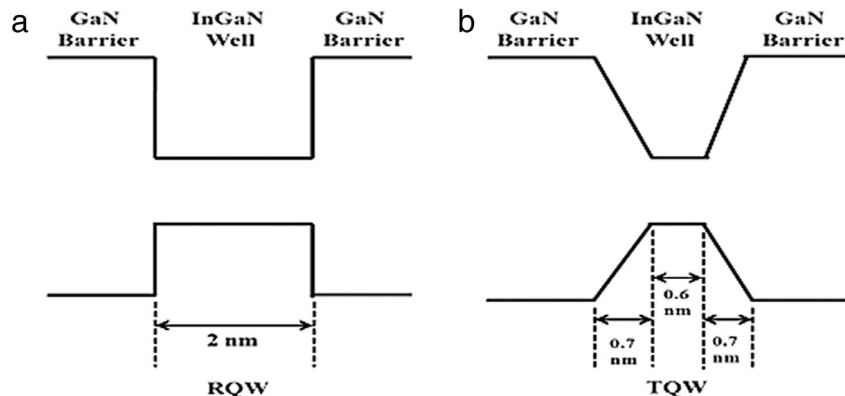 a
GaN
Barrier
InGaN
Well
GaN
Barrier
2 nm
RQW
b
GaN
Barrier
InGaN
Well
GaN
Barrier
0.6
nm
0.7
nm
0.7
nm
TQW